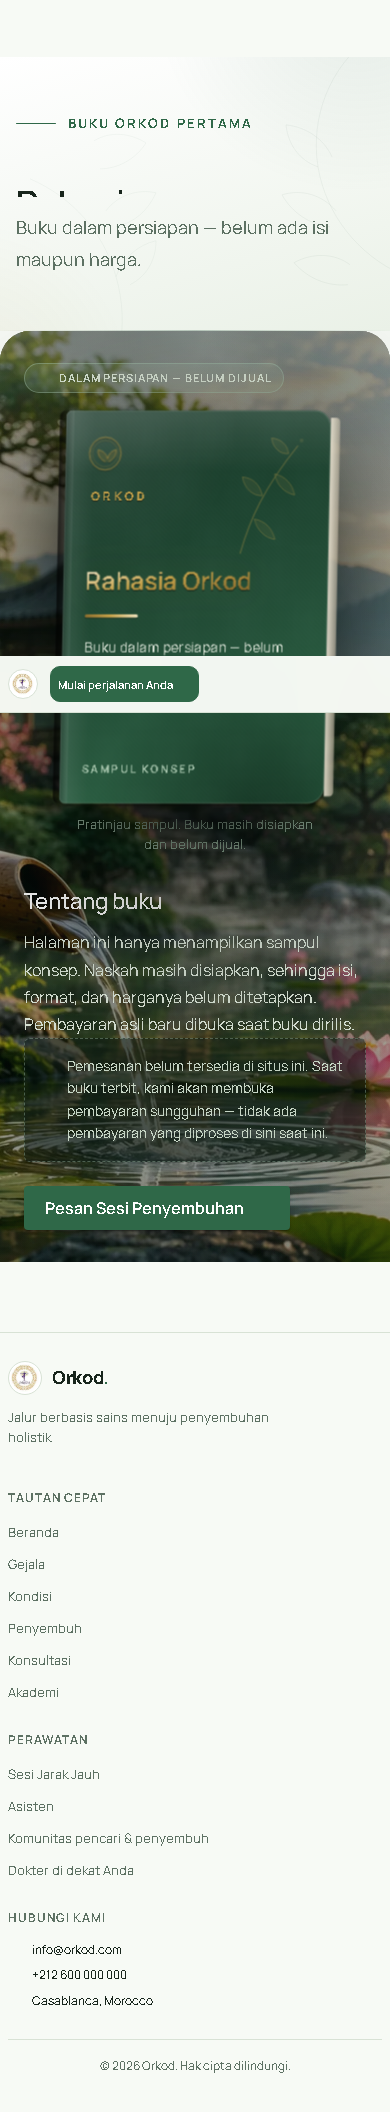 BUKU ORKOD PERTAMA
Buku dalam persiapan — belum ada isi
maupun harga.
DALAM PERSIAPAN — BELUM DIJUAL
ORKOD
Rahasia Orkod
Buku dalam persiapan — belum
Mulai perjalanan Anda
SAMPUL KONSEP
Pratinjau sampul. Buku masih disiapkan
dan belum dijual.
Tentang buku
Halaman ini hanya menampilkan sampul
konsep. Naskah masih disiapkan, sehingga isi,
format, dan harganya belum ditetapkan.
Pembayaran asli baru dibuka saat buku dirilis.
Pemesanan belum tersedia di situs ini. Saat
buku terbit, kami akan membuka
pembayaran sungguhan — tidak ada
pembayaran yang diproses di sini saat ini.
Pesan Sesi Penyembuhan
Orkod.
Jalur berbasis sains menuju penyembuhan
holistik.
TAUTAN CEPAT
Beranda
Gejala
Kondisi
Penyembuh
Konsultasi
Akademi
PERAWATAN
Sesi Jarak Jauh
Asisten
Komunitas pencari & penyembuh
Dokter di dekat Anda
HUBUNGI KAMI
info@orkod.com
+212 600 000 000
Casablanca, Morocco
© 2026 Orkod. Hak cipta dilindungi.